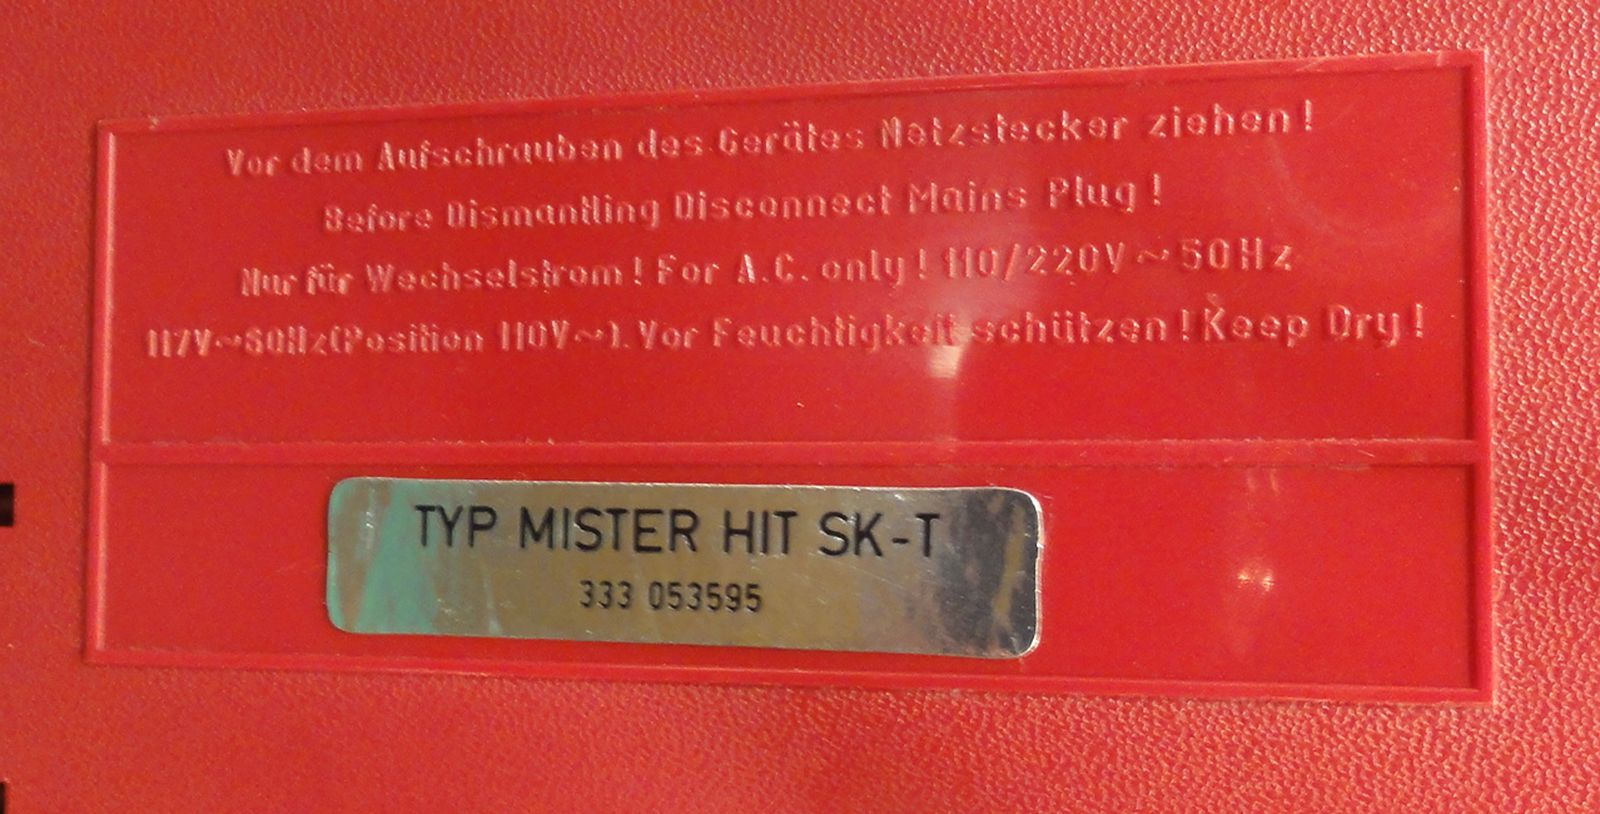 Vor dem Aufschrauben des Gerätes Netzstecker ziehen!
Before Dismantling Disconnect Mains Plug!
Nur für Wechselstrom! For A.C. only! 110/220V~50Hz
117V~60Hz(Position 110V~). Vor Feuchtigkeit schützen! Keep Dry!
TYP MISTER HIT SK-T
333 053595